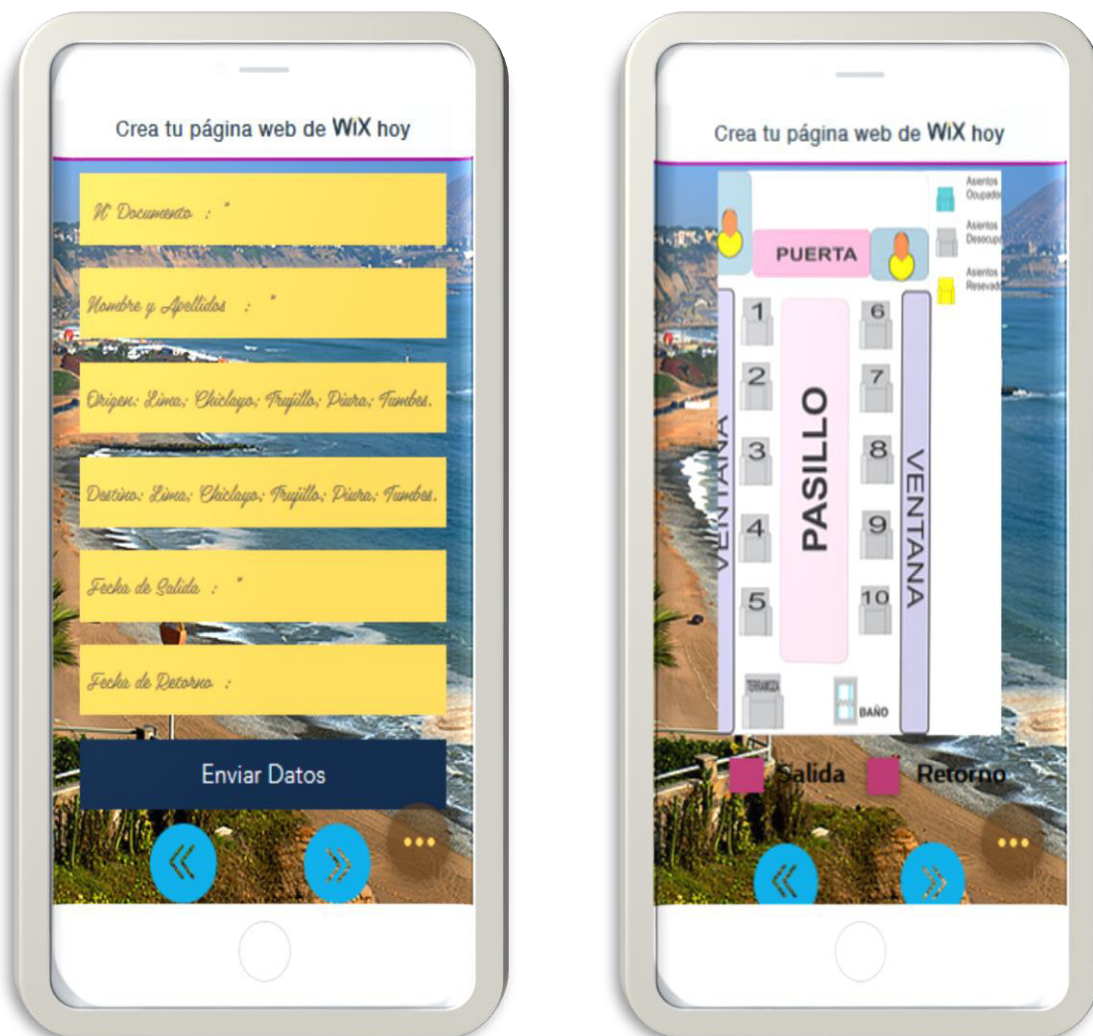 Crea tu página web de WiX hoy
N° Documento : *
Nombre y Apellidos : *
Origen: Lima; Chiclayo; Trujillo; Piura; Tumbes.
Destino: Lima; Chiclayo; Trujillo; Piura; Tumbes.
Fecha de Salida : *
Fecha de Retorno :
Enviar Datos
Crea tu página web de WiX hoy
Asientos
Ocupados
Asientos
Desocupa
Asientos
Resevado
PUERTA
1
6
2
7
3
8
4
9
5
10
VENTANA
PASILLO
VENTANA
TERRAMOZA
BAÑO
Salida
Retorno